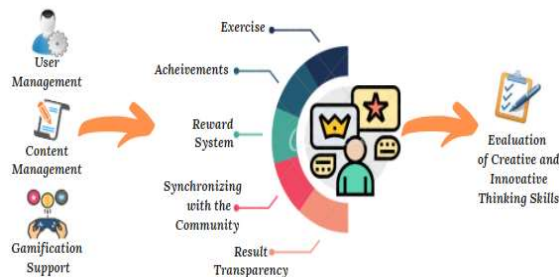 User
Management
Content
Management
Gamification
Support
Exercise
Acheivements
Reward
System
Synchronizing
with the
Community
Result
Transparency
Evaluation
of Creative and
Innovative
Thinking Skills